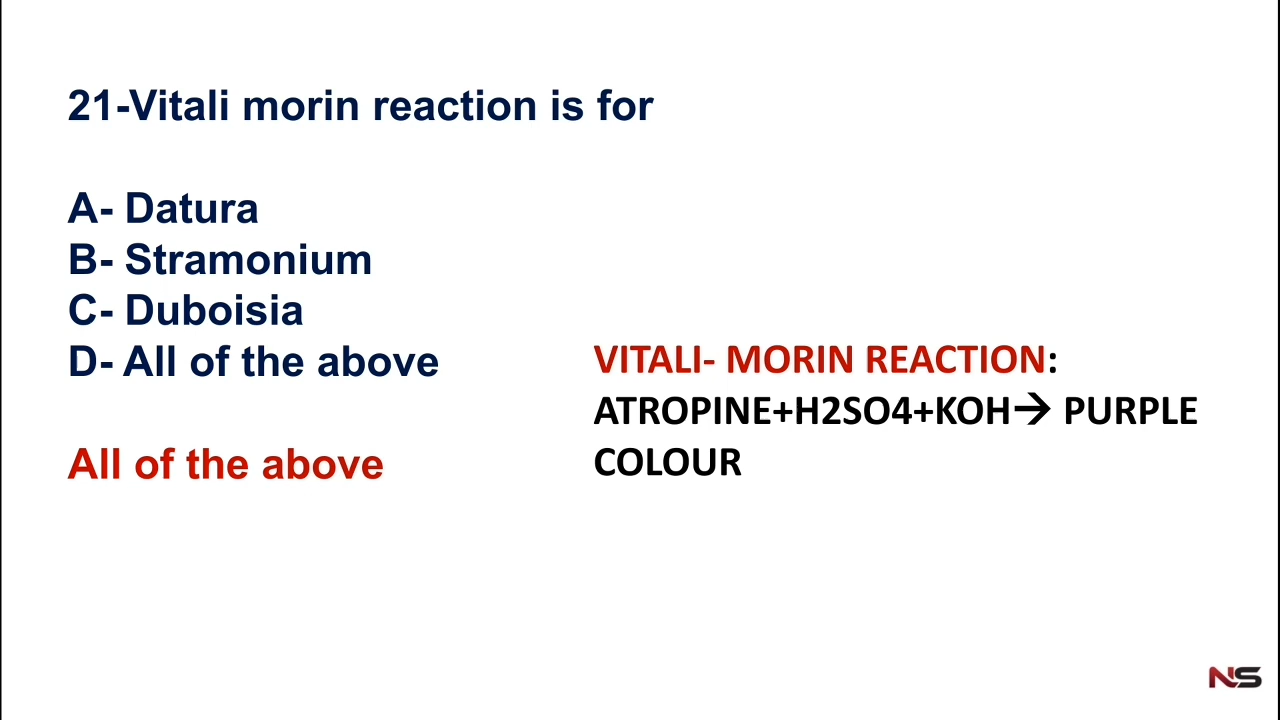 21-Vitali morin reaction is for
A- Datura
B- Stramonium
C- Duboisia
D- All of the above
All of the above
VITALI- MORIN REACTION:
ATROPINE+H2SO4+KOH→ PURPLE
COLOUR
NS